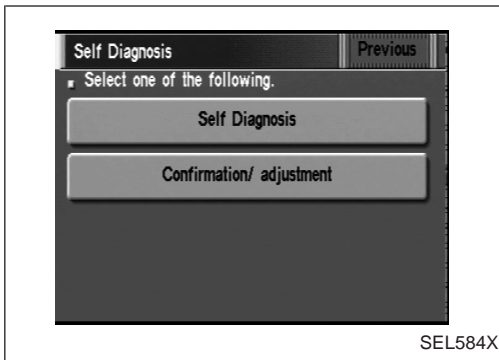 Self Diagnosis
Previous
Select one of the following.
Self Diagnosis
Confirmation/ adjustment
SEL584X